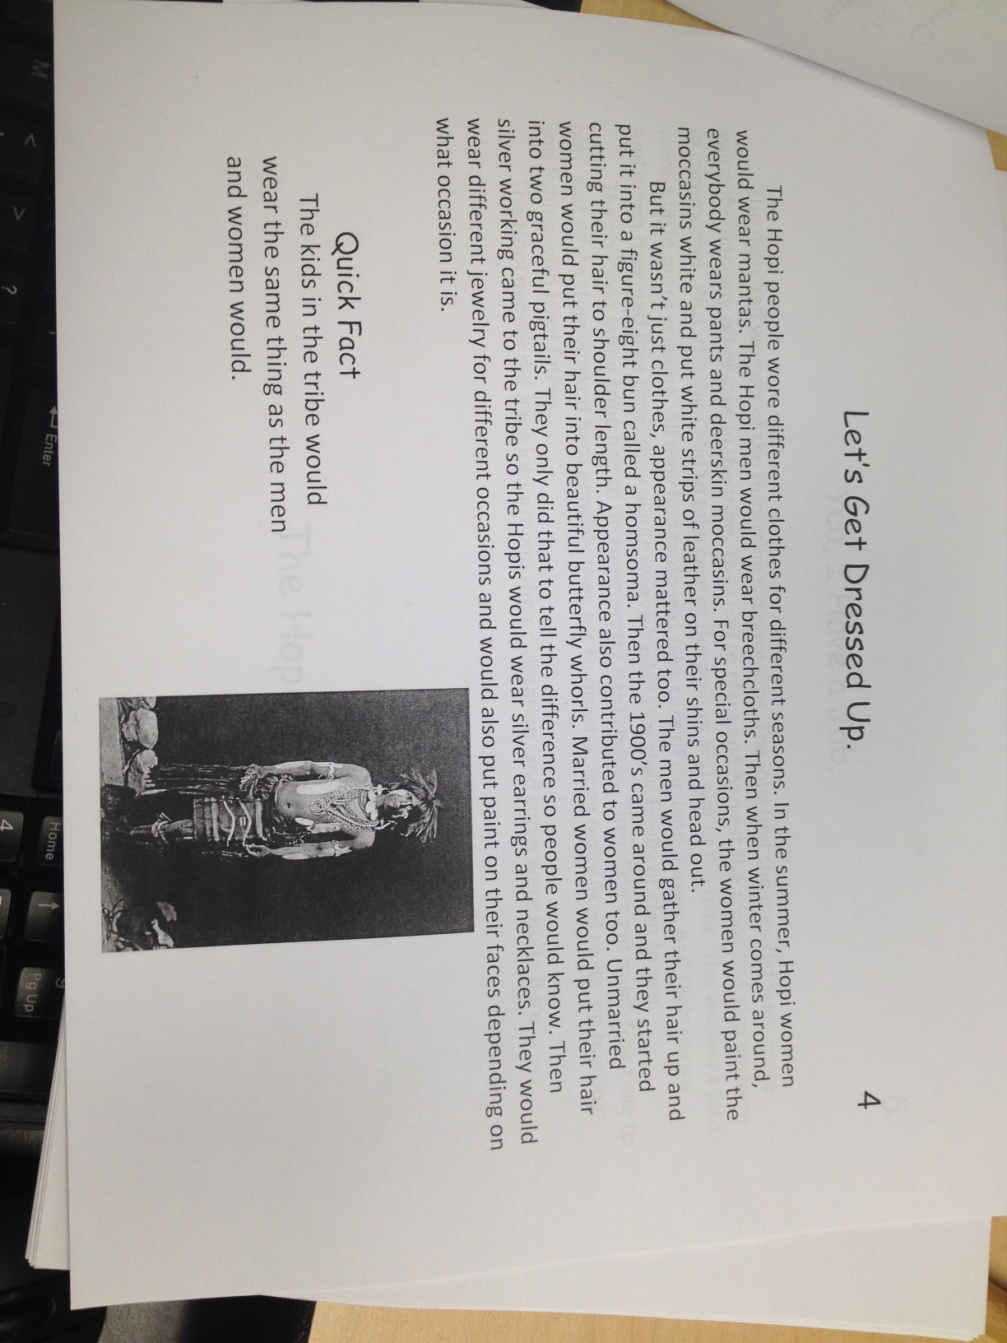 4
Let's Get Dressed Up.
The Hopi people wore different clothes for different seasons. In the summer, Hopi women
would wear mantas. The Hopi men would wear breechcloths. Then when winter comes around,
everybody wears pants and deerskin moccasins. For special occasions, the women would paint the
moccasins white and put white strips of leather on their shins and head out.
But it wasn't just clothes, appearance mattered too. The men would gather their hair up and
put it into a figure-eight bun called a homsoma. Then the 1900's came around and they started
cutting their hair to shoulder length. Appearance also contributed to women too. Unmarried
women would put their hair into beautiful butterfly whorls. Married women would put their hair
into two graceful pigtails. They only did that to tell the difference so people would know. Then
silver working came to the tribe so the Hopis would wear silver earrings and necklaces. They would
wear different jewelry for different occasions and would also put paint on their faces depending on
what occasion it is.
Quick Fact
The kids in the tribe would
wear the same thing as the men
and women would.
The Hop
M
<
>
?
Enter
Home
Pg Up
4